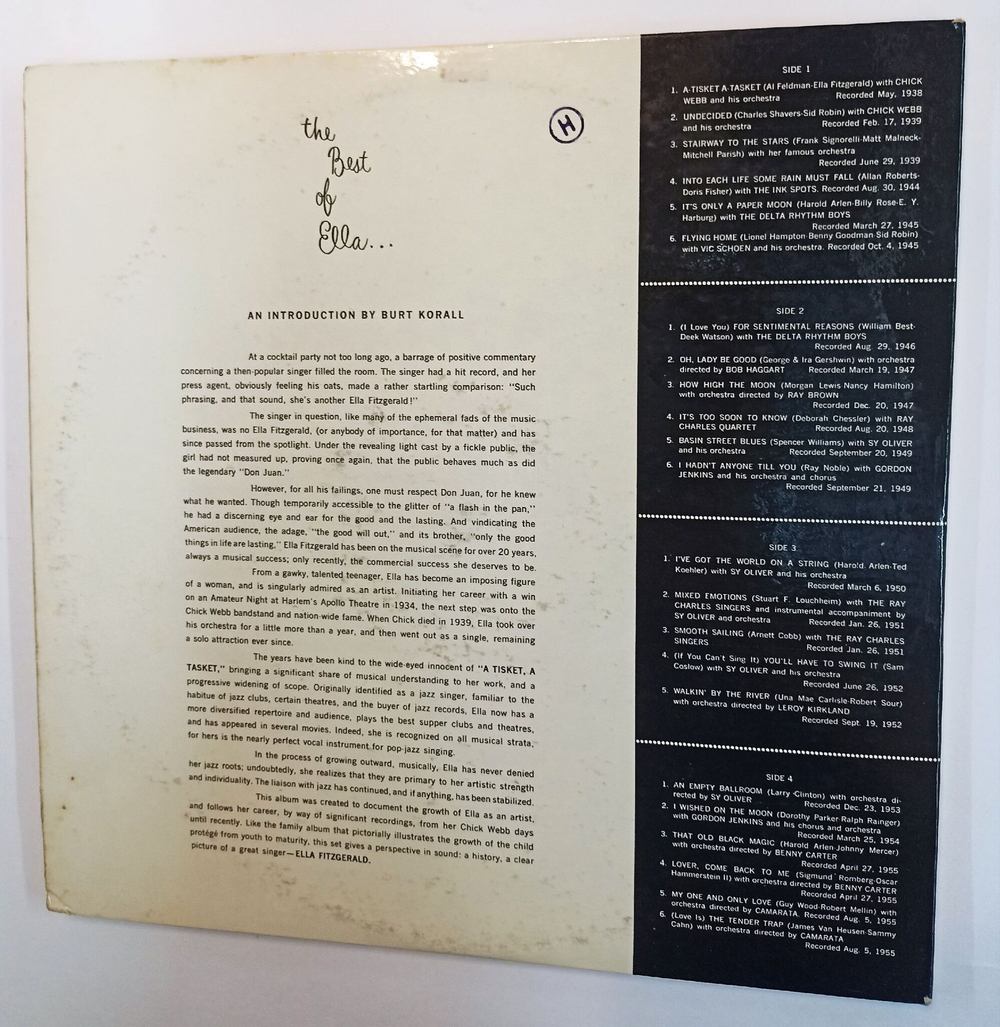 the
Best
of
Ella...
H
AN INTRODUCTION BY BURT KORALL
At a cocktail party not too long ago, a barrage of positive commentary
concerning a then-popular singer filled the room. The singer had a hit record, and her
press agent, obviously feeling his oats, made a rather startling comparison: "Such
phrasing, and that sound, she's another Ella Fitzgerald!"
The singer in question, like many of the ephemeral fads of the music
business, was no Ella Fitzgerald, (or anybody of importance, for that matter) and has
since passed from the spotlight. Under the revealing light cast by a fickle public, the
girl had not measured up, proving once again, that the public behaves much as did
the legendary "Don Juan."
However, for all his failings, one must respect Don Juan, for he knew
what he wanted. Though temporarily accessible to the glitter of "a flash in the pan,"
he had a discerning eye and ear for the good and the lasting. And vindicating the
American audience, the adage, "the good will out," and its brother, "only the good
things in life are lasting," Ella Fitzgerald has been on the musical scene for over 20 years,
always a musical success; only recently, the commercial success she deserves to be.
From a gawky, talented teenager, Ella has become an imposing figure
of a woman, and is singularly admired as an artist. Initiating her career with a win
on an Amateur Night at Harlem's Apollo Theatre in 1934, the next step was onto the
Chick Webb bandstand and nation-wide fame. When Chick died in 1939, Ella took over
his orchestra for a little more than a year, and then went out as a single, remaining
a solo attraction ever since.
The years have been kind to the wide-eyed innocent of "A TISKET, A
TASKET," bringing a significant share of musical understanding to her work, and a
progressive widening of scope. Originally identified as a jazz singer, familiar to the
habitue of jazz clubs, certain theatres, and the buyer of jazz records, Ella now has a
more diversified repertoire and audience, plays the best supper clubs and theatres,
and has appeared in several movies. Indeed, she is recognized on all musical strata,
for hers is the nearly perfect vocal instrument for pop-jazz singing.
In the process of growing outward, musically, Ella has never denied
her jazz roots; undoubtedly, she realizes that they are primary to her artistic strength
and individuality. The liaison with jazz has continued, and if anything, has been stabilized.
This album was created to document the growth of Ella as an artist,
and follows her career, by way of significant recordings, from her Chick Webb days
until recently. Like the family album that pictorially illustrates the growth of the child
protégé from youth to maturity, this set gives a perspective in sound: a history, a clear
picture of a great singer—ELLA FITZGERALD.
SIDE 1
1. A-TISKET A-TASKET (Al Feldman-Ella Fitzgerald) with CHICK
WEBB and his orchestra Recorded May, 1938
2. UNDECIDED (Charles Shavers-Sid Robin) with CHICK WEBB
and his orchestra Recorded Feb. 17, 1939
3. STAIRWAY TO THE STARS (Frank Signorelli-Matt Malneck-
Mitchell Parish) with her famous orchestra
Recorded June 29, 1939
4. INTO EACH LIFE SOME RAIN MUST FALL (Allan Roberts-
Doris Fisher) with THE INK SPOTS. Recorded Aug. 30, 1944
5. IT'S ONLY A PAPER MOON (Harold Arlen-Billy Rose-E. Y.
Harburg) with THE DELTA RHYTHM BOYS
Recorded March 27, 1945
6. FLYING HOME (Lionel Hampton-Benny Goodman-Sid Robin)
with VIC SCHOEN and his orchestra. Recorded Oct. 4, 1945
SIDE 2
1. (I Love You) FOR SENTIMENTAL REASONS (William Best-
Deek Watson) with THE DELTA RHYTHM BOYS
Recorded Aug. 29, 1946
2. OH, LADY BE GOOD (George & Ira Gershwin) with orchestra
directed by BOB HAGGART Recorded March 19, 1947
3. HOW HIGH THE MOON (Morgan Lewis-Nancy Hamilton)
with orchestra directed by RAY BROWN
Recorded Dec. 20, 1947
4. IT'S TOO SOON TO KNOW (Deborah Chessler) with RAY
CHARLES QUARTET Recorded Aug. 20, 1948
5. BASIN STREET BLUES (Spencer Williams) with SY OLIVER
and his orchestra Recorded September 20, 1949
6. I HADN'T ANYONE TILL YOU (Ray Noble) with GORDON
JENKINS and his orchestra and chorus
Recorded September 21, 1949
SIDE 3
1. I'VE GOT THE WORLD ON A STRING (Harold Arlen-Ted
Koehler) with SY OLIVER and his orchestra
Recorded March 6, 1950
2. MIXED EMOTIONS (Stuart F. Louchheim) with THE RAY
CHARLES SINGERS and instrumental accompaniment by
SY OLIVER and orchestra Recorded Jan. 26, 1951
3. SMOOTH SAILING (Arnett Cobb) with THE RAY CHARLES
SINGERS Recorded Jan. 26, 1951
4. (If You Can't Sing It) YOU'LL HAVE TO SWING IT (Sam
Coslow) with SY OLIVER and his orchestra
Recorded June 26, 1952
5. WALKIN' BY THE RIVER (Una Mae Carlisle-Robert Sour)
with orchestra directed by LEROY KIRKLAND
Recorded Sept. 19, 1952
SIDE 4
1. AN EMPTY BALLROOM (Larry Clinton) with orchestra di-
rected by SY OLIVER Recorded Dec. 23, 1953
2. I WISHED ON THE MOON (Dorothy Parker-Ralph Rainger)
with GORDON JENKINS and his chorus and orchestra
Recorded March 25, 1954
3. THAT OLD BLACK MAGIC (Harold Arlen-Johnny Mercer)
with orchestra directed by BENNY CARTER
Recorded April 27, 1955
4. LOVER, COME BACK TO ME (Sigmund Romberg-Oscar
Hammerstein II) with orchestra directed by BENNY CARTER
Recorded April 27, 1955
5. MY ONE AND ONLY LOVE (Guy Wood-Robert Mellin) with
orchestra directed by CAMARATA. Recorded Aug. 5, 1955
6. (Love Is) THE TENDER TRAP (James Van Heusen-Sammy
Cahn) with orchestra directed by CAMARATA
Recorded Aug. 5, 1955